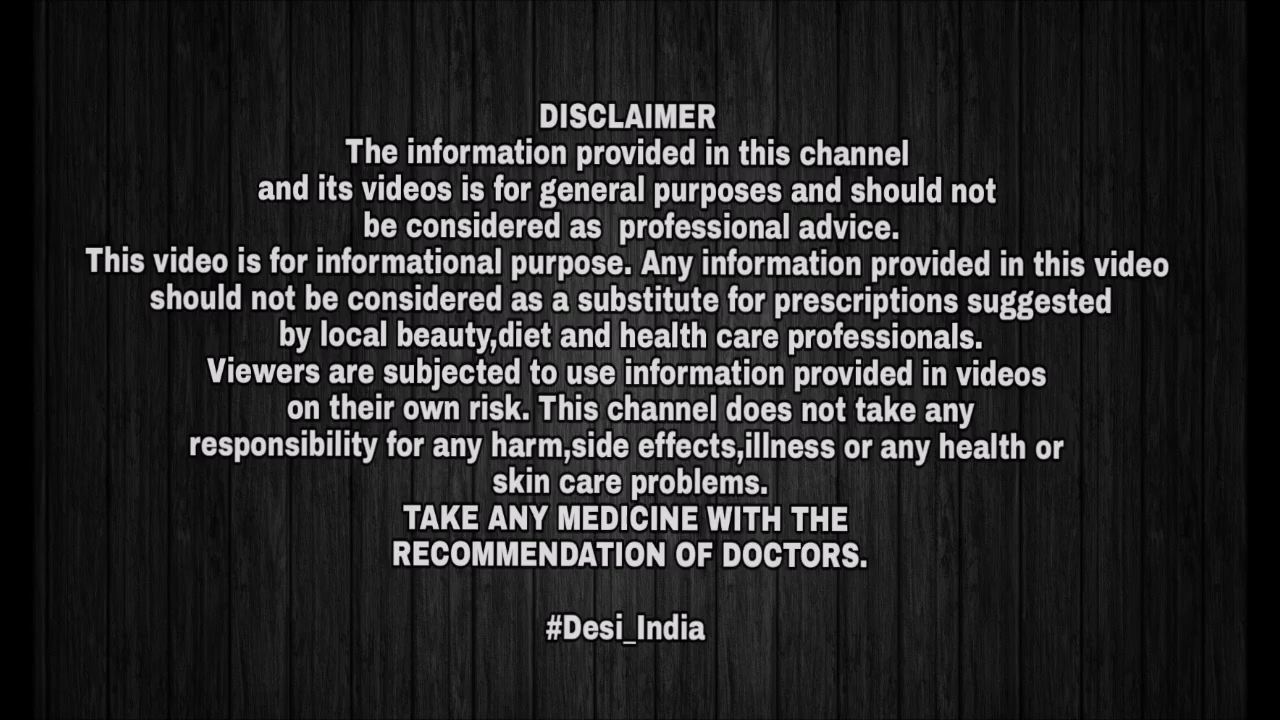 DISCLAIMER
The information provided in this channel
and its videos is for general purposes and should not
be considered as  professional advice.
This video is for informational purpose. Any information provided in this video
should not be considered as a substitute for prescriptions suggested
by local beauty,diet and health care professionals.
Viewers are subjected to use information provided in videos
on their own risk. This channel does not take any
responsibility for any harm,side effects,illness or any health or
skin care problems.
TAKE ANY MEDICINE WITH THE
RECOMMENDATION OF DOCTORS.
#Desi_India